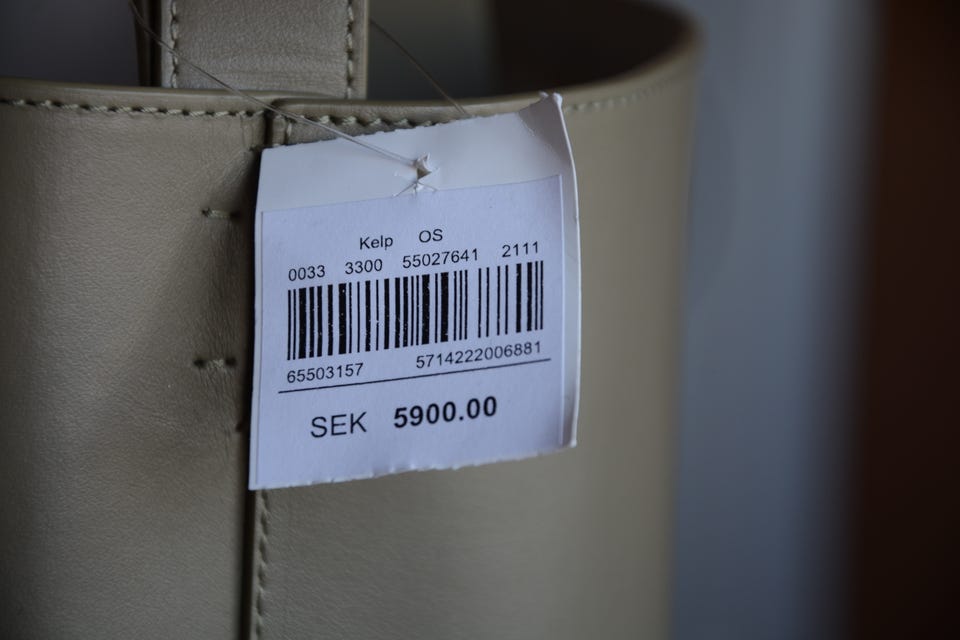 Kelp OS
0033 3300 55027641 2111
65503157 5714222006881
SEK 5900.00